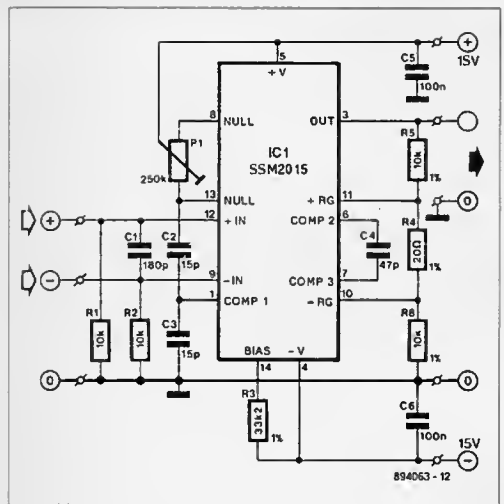 +
15V
C5
100n
5
+V
8
NULL
OUT
3
P1
250k
IC1
SSM2015
R5
10k
1%
13
NULL
+RG
11
0
12
+IN
COMP 2
6
+
C1
180p
C2
15p
C4
47p
R4
20Ω
1%
9
-IN
COMP 3
7
-
1
COMP 1
-RG
10
R1
10k
R2
10k
C3
15p
R6
10k
1%
BIAS
-V
14
4
0
0
R3
33k2
1%
C6
100n
15V
-
894063 - 12